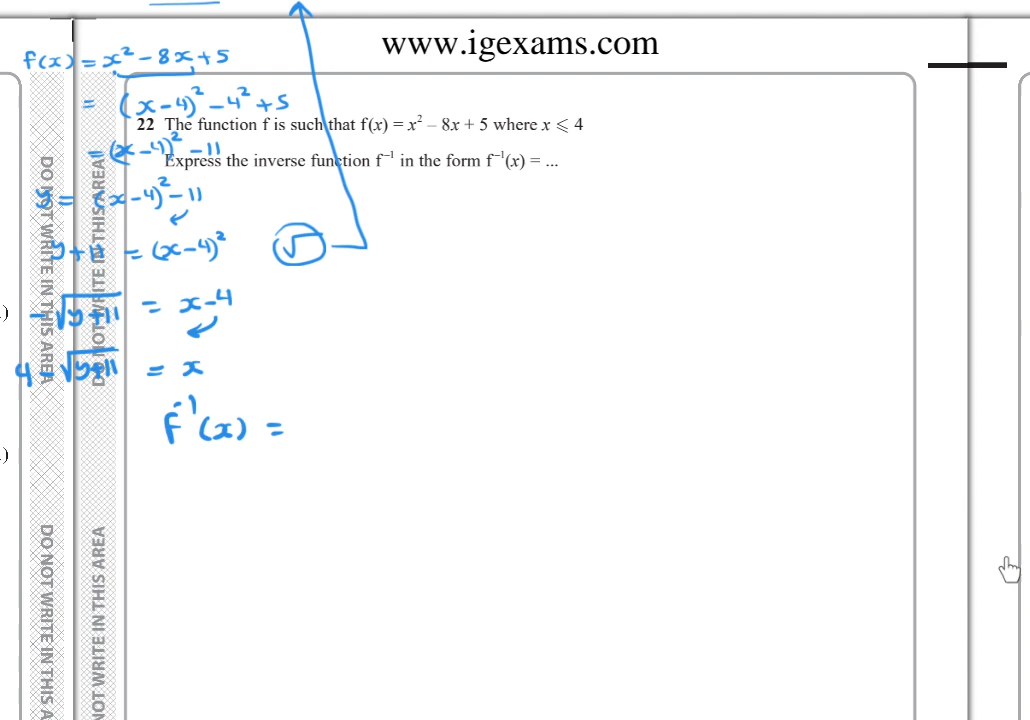 www.igexams.com
f(x) = x² - 8x + 5
= (x-4)² - 4² + 5
22 The function f is such that f(x) = x² – 8x + 5 where x ⩽ 4
= (x-4)² - 11
Express the inverse function f⁻¹ in the form f⁻¹(x) = ...
y = (x-4)² - 11
y+11 = (x-4)² √
-√(y+11) = x-4
4 -√(y+11) = x
f⁻¹(x) =
)
)
DO NOT WRITE IN THIS AREA
DO NOT WRITE IN THIS AREA
DO NOT WRITE IN THIS A
NOT WRITE IN THIS AREA